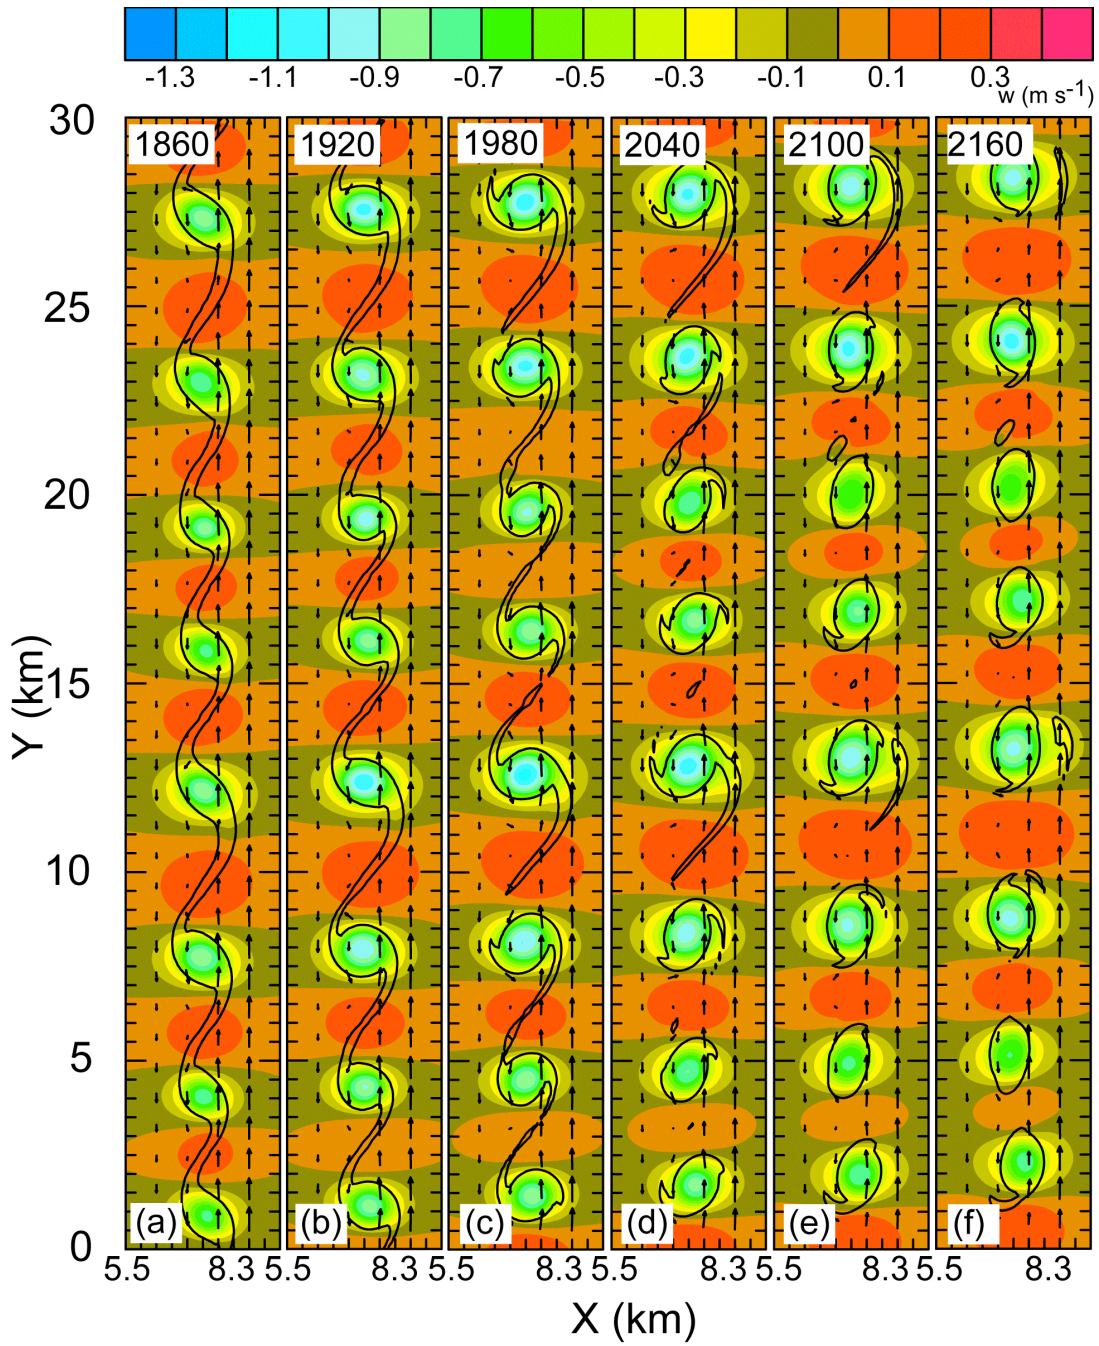 -1.3 -1.1 -0.9 -0.7 -0.5 -0.3 -0.1 0.1 0.3
w (m s⁻¹)
30 1860 1920 1980 2040 2100 2160
25
20
15
10
5
0
Y (km)
(a) (b) (c) (d) (e) (f)
5.5 8.3 5.5 8.3 5.5 8.3 5.5 8.3 5.5 8.3 5.5 8.3
X (km)